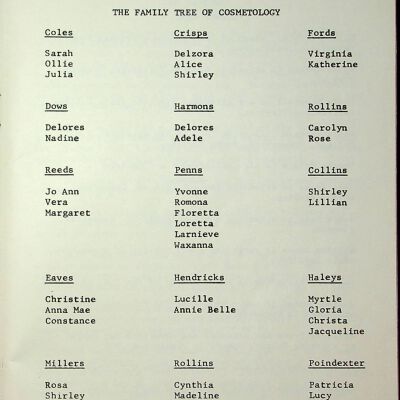 THE FAMILY TREE OF COSMETOLOGY
Coles Crisps Fords
Sarah Delzora Virginia
Ollie Alice Katherine
Julia Shirley
Dows Harmons Rollins
Delores Delores Carolyn
Nadine Adele Rose
Reeds Penns Collins
Jo Ann Yvonne Shirley
Vera Romona Lillian
Margaret Floretta
Loretta
Larnieve
Waxanna
Eaves Hendricks Haleys
Christine Lucille Myrtle
Anna Mae Annie Belle Gloria
Constance Christa
Jacqueline
Millers Rollins Poindexter
Rosa Cynthia Patricia
Shirley Madeline Lucy